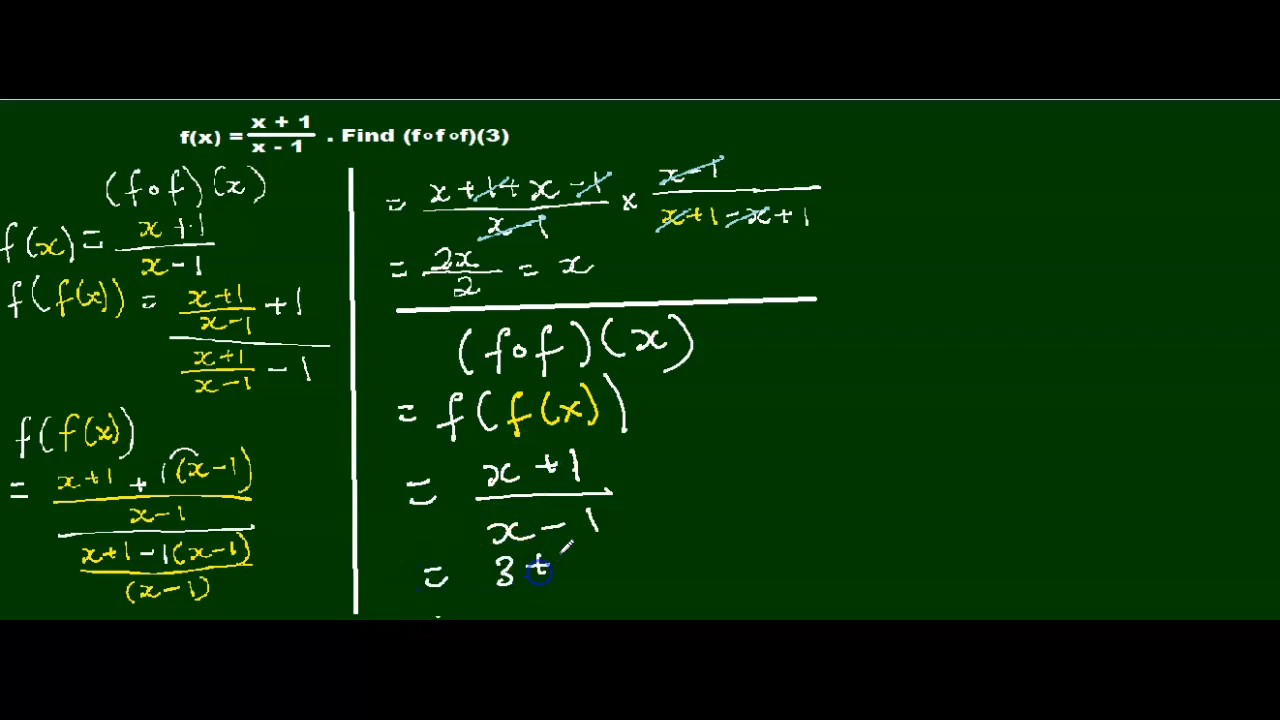 f(x) = x + 1 / x - 1 . Find (f∘f∘f)(3)
(f∘f)(x)
f(x) = x+1 / x-1
f(f(x)) = (x+1 / x-1 + 1) / (x+1 / x-1 - 1)
f(f(x))
= (x+1 + 1(x-1) / x-1) / (x+1 - 1(x-1) / (x-1))
= x+1+x-1 / x-1 × x-1 / x+1-x+1
= 2x / 2 = x
(f∘f)(x)
= f(f(x))
= x+1 / x-1
= 3+